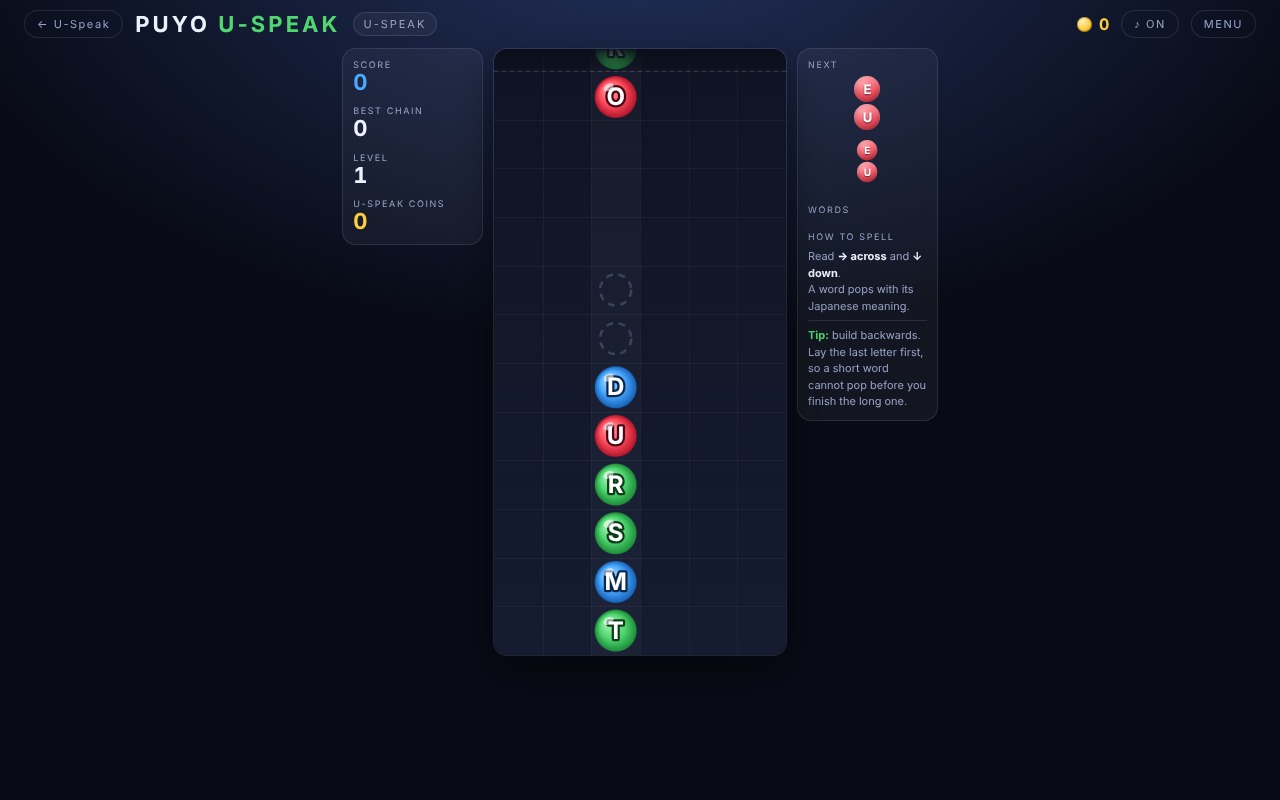 ← U-Speak
PUYO U-SPEAK
U-SPEAK
0
♪ ON
MENU
SCORE
0
BEST CHAIN
0
LEVEL
1
U-SPEAK COINS
0
R
O
D
U
R
S
M
T
NEXT
E
U
E
U
WORDS
HOW TO SPELL
Read → across and ↓
down.
A word pops with its
Japanese meaning.
Tip: build backwards.
Lay the last letter first,
so a short word
cannot pop before you
finish the long one.